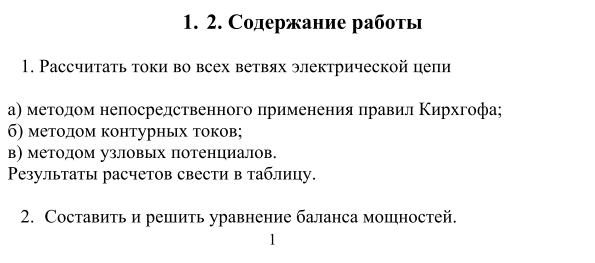 1. 2. Содержание работы
1. Рассчитать токи во всех ветвях электрической цепи
а) методом непосредственного применения правил Кирхгофа;
б) методом контурных токов;
в) методом узловых потенциалов.
Результаты расчетов свести в таблицу.
2. Составить и решить уравнение баланса мощностей.
1